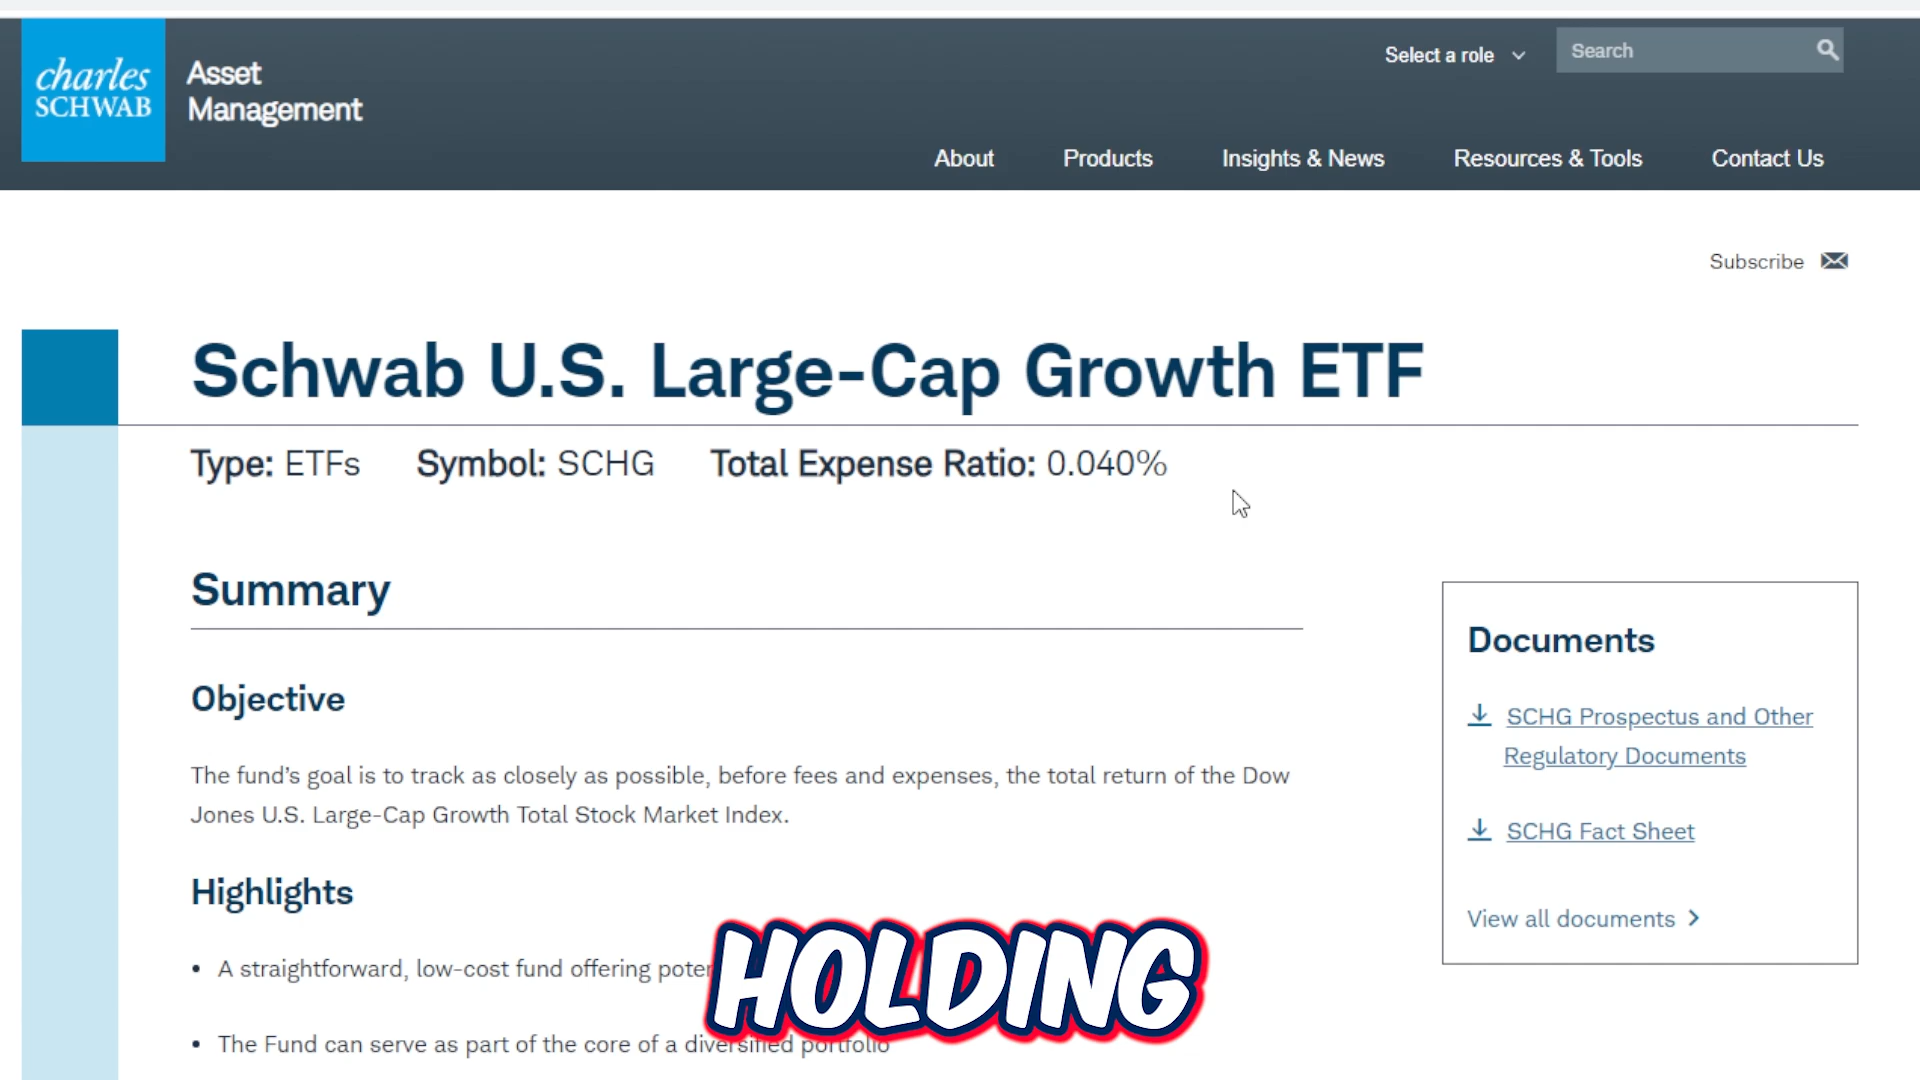 charles
SCHWAB
Asset
Management
Select a role
Search
About
Products
Insights & News
Resources & Tools
Contact Us
Subscribe
Schwab U.S. Large-Cap Growth ETF
Type: ETFs
Symbol: SCHG
Total Expense Ratio: 0.040%
Summary
Objective
The fund's goal is to track as closely as possible, before fees and expenses, the total return of the Dow
Jones U.S. Large-Cap Growth Total Stock Market Index.
Highlights
• A straightforward, low-cost fund offering
• The Fund can serve as part of the core of a diversified portfolio
HOLDING
Documents
SCHG Prospectus and Other
Regulatory Documents
SCHG Fact Sheet
View all documents